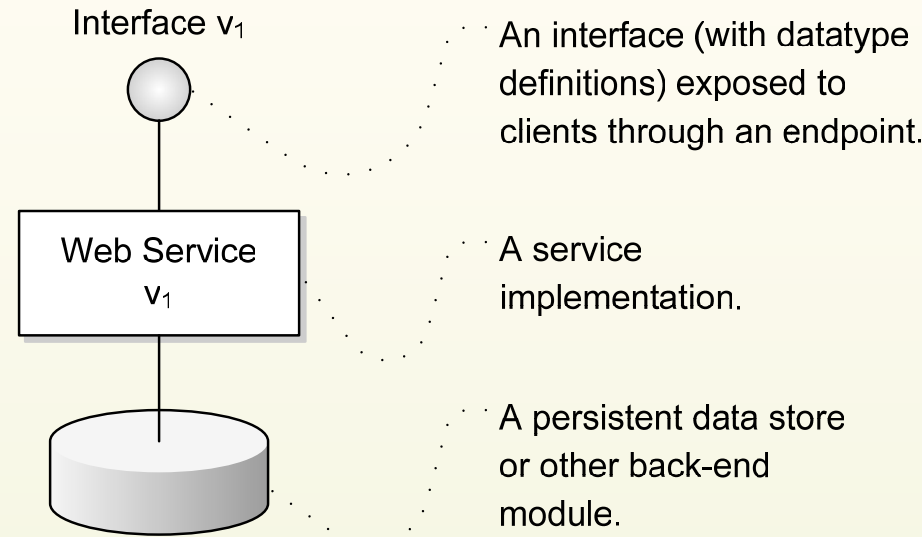 Interface v₁
An interface (with datatype
definitions) exposed to
clients through an endpoint.
Web Service
v₁
A service
implementation.
A persistent data store
or other back-end
module.